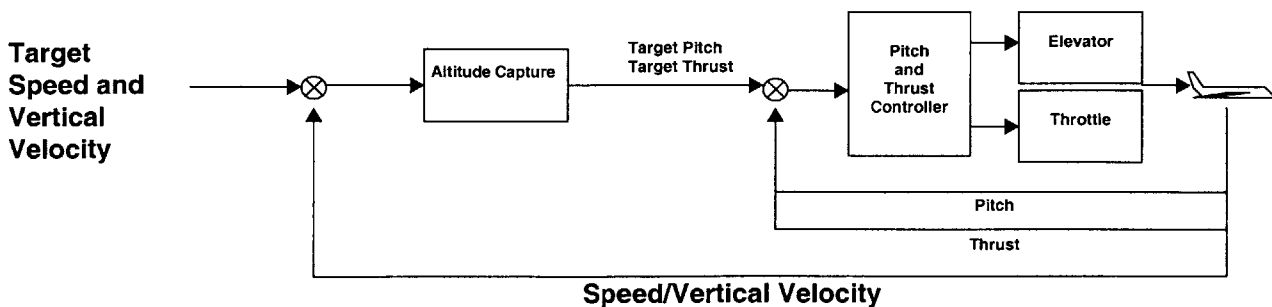 Target
Speed and
Vertical
Velocity
Altitude Capture
Target Pitch
Target Thrust
Pitch
and
Thrust
Controller
Elevator
Throttle
Pitch
Thrust
Speed/Vertical Velocity